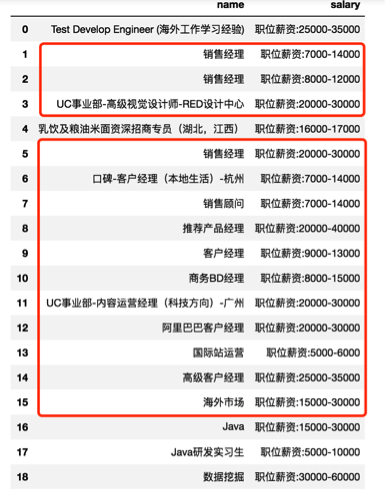 name salary
0 Test Develop Engineer (海外工作学习经验) 职位薪资:25000-35000
1 销售经理 职位薪资:7000-14000
2 销售经理 职位薪资:8000-12000
3 UC事业部-高级视觉设计师-RED设计中心 职位薪资:20000-30000
4 乳饮及粮油米面资深招商专员（湖北，江西） 职位薪资:16000-17000
5 销售经理 职位薪资:20000-30000
6 口碑-客户经理（本地生活）-杭州 职位薪资:7000-14000
7 销售顾问 职位薪资:7000-14000
8 推荐产品经理 职位薪资:20000-40000
9 客户经理 职位薪资:9000-13000
10 商务BD经理 职位薪资:8000-15000
11 UC事业部-内容运营经理（科技方向）-广州 职位薪资:20000-30000
12 阿里巴巴客户经理 职位薪资:20000-30000
13 国际站运营 职位薪资:5000-6000
14 高级客户经理 职位薪资:25000-35000
15 海外市场 职位薪资:15000-30000
16 Java 职位薪资:15000-30000
17 Java研发实习生 职位薪资:5000-10000
18 数据挖掘 职位薪资:30000-60000